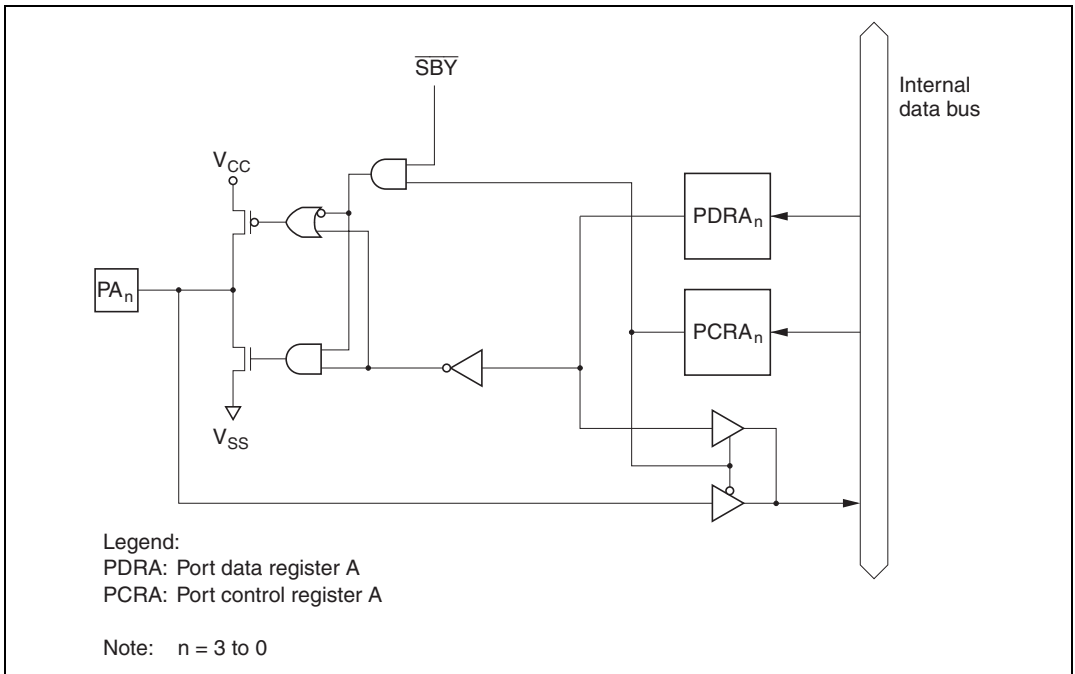 S̅B̅Y̅
Internal
data bus
VCC
PDRAn
PAn
PCRAn
VSS
Legend:
PDRA: Port data register A
PCRA: Port control register A
Note: n = 3 to 0